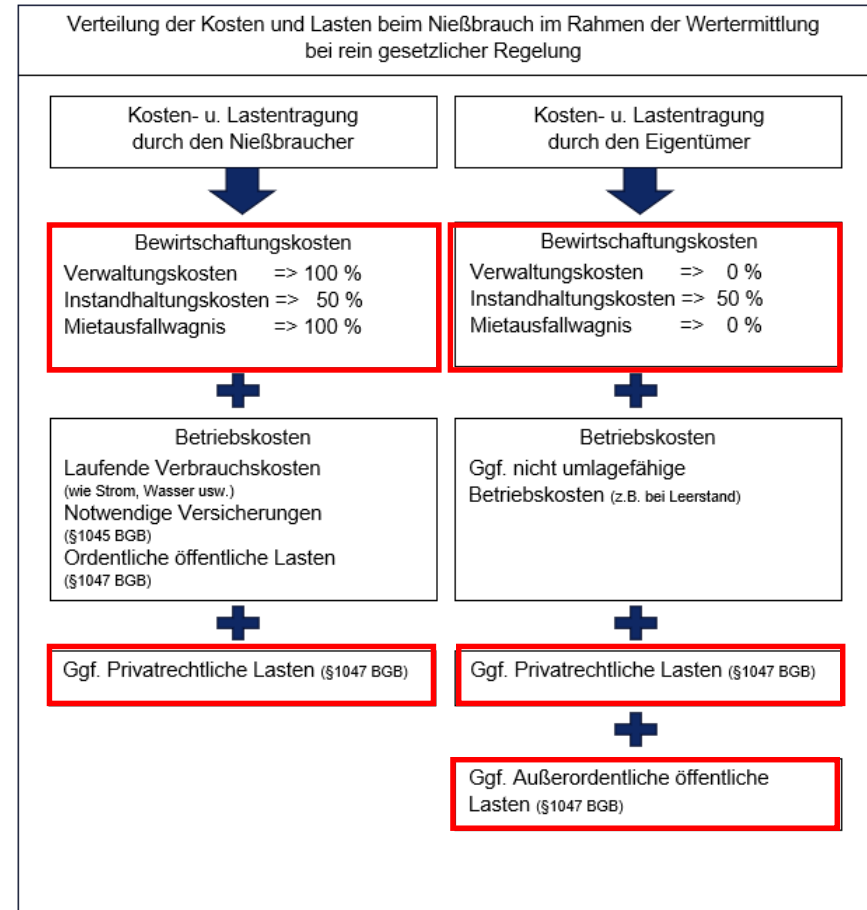 Verteilung der Kosten und Lasten beim Nießbrauch im Rahmen der Wertermittlung
bei rein gesetzlicher Regelung
Kosten- u. Lastentragung
durch den Nießbraucher
Bewirtschaftungskosten
Verwaltungskosten => 100 %
Instandhaltungskosten => 50 %
Mietausfallwagnis => 100 %
Betriebskosten
Laufende Verbrauchskosten
(wie Strom, Wasser usw.)
Notwendige Versicherungen
(§1045 BGB)
Ordentliche öffentliche Lasten
(§1047 BGB)
Ggf. Privatrechtliche Lasten (§1047 BGB)
Kosten- u. Lastentragung
durch den Eigentümer
Bewirtschaftungskosten
Verwaltungskosten => 0 %
Instandhaltungskosten => 50 %
Mietausfallwagnis => 0 %
Betriebskosten
Ggf. nicht umlagefähige
Betriebskosten (z.B. bei Leerstand)
Ggf. Privatrechtliche Lasten (§1047 BGB)
Ggf. Außerordentliche öffentliche
Lasten (§1047 BGB)